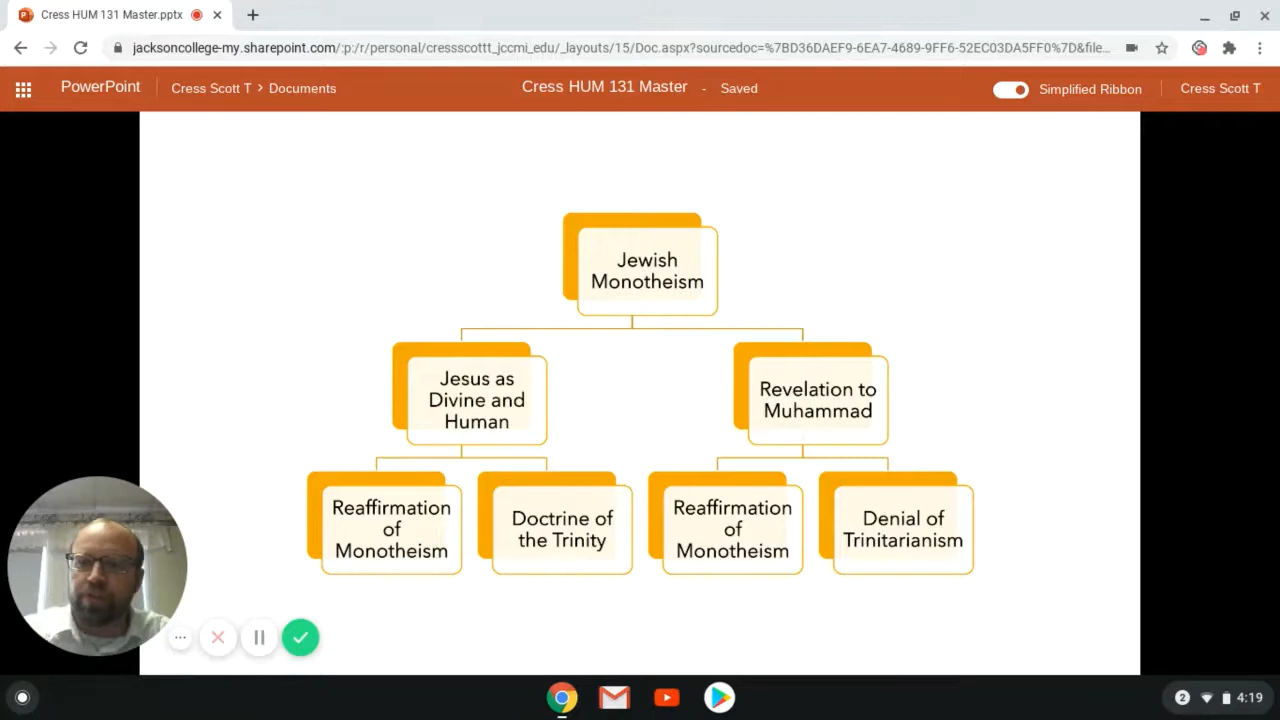 Cress HUM 131 Master.pptx
jacksoncollege-my.sharepoint.com/:p:/r/personal/cressscottt_jccmi_edu/_layouts/15/Doc.aspx?sourcedoc=%7BD36DAEF9-6EA7-4689-9FF6-52EC03DA5FF0%7D&file...
PowerPoint
Cress Scott T > Documents
Cress HUM 131 Master - Saved
Simplified Ribbon
Cress Scott T
Jewish
Monotheism
Jesus as
Divine and
Human
Revelation to
Muhammad
Reaffirmation
of
Monotheism
Doctrine of
the Trinity
Reaffirmation
of
Monotheism
Denial of
Trinitarianism
2
4:19